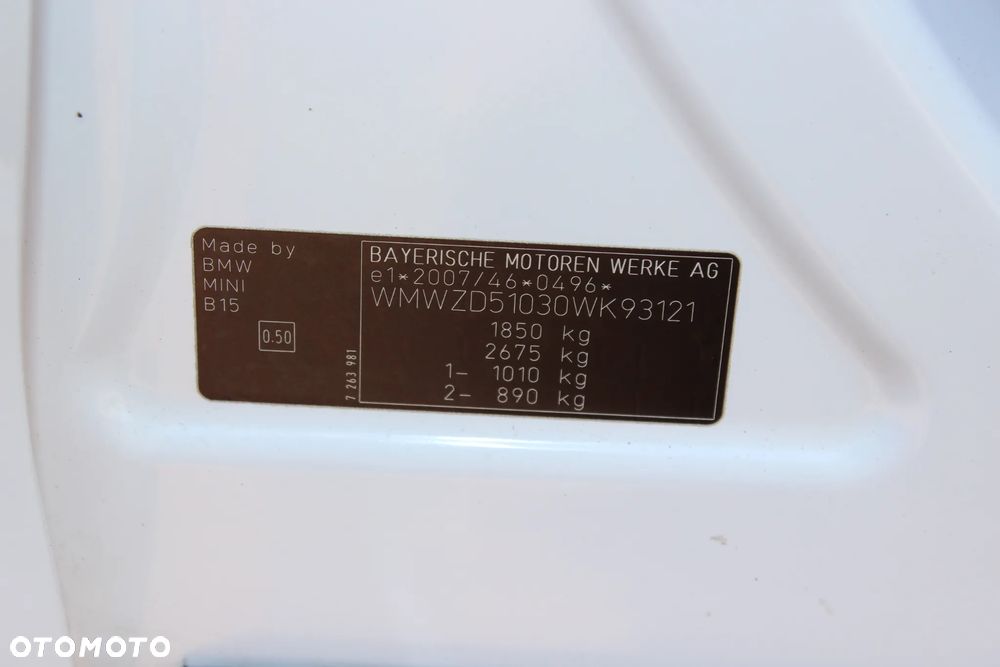 Made by
BMW
MINI
B15
0.50
7 263 981
BAYERISCHE MOTOREN WERKE AG
e1*2007/46*0496*
WMWZD51030WK93121
1850 kg
2675 kg
1- 1010 kg
2- 890 kg
OTOMOTO